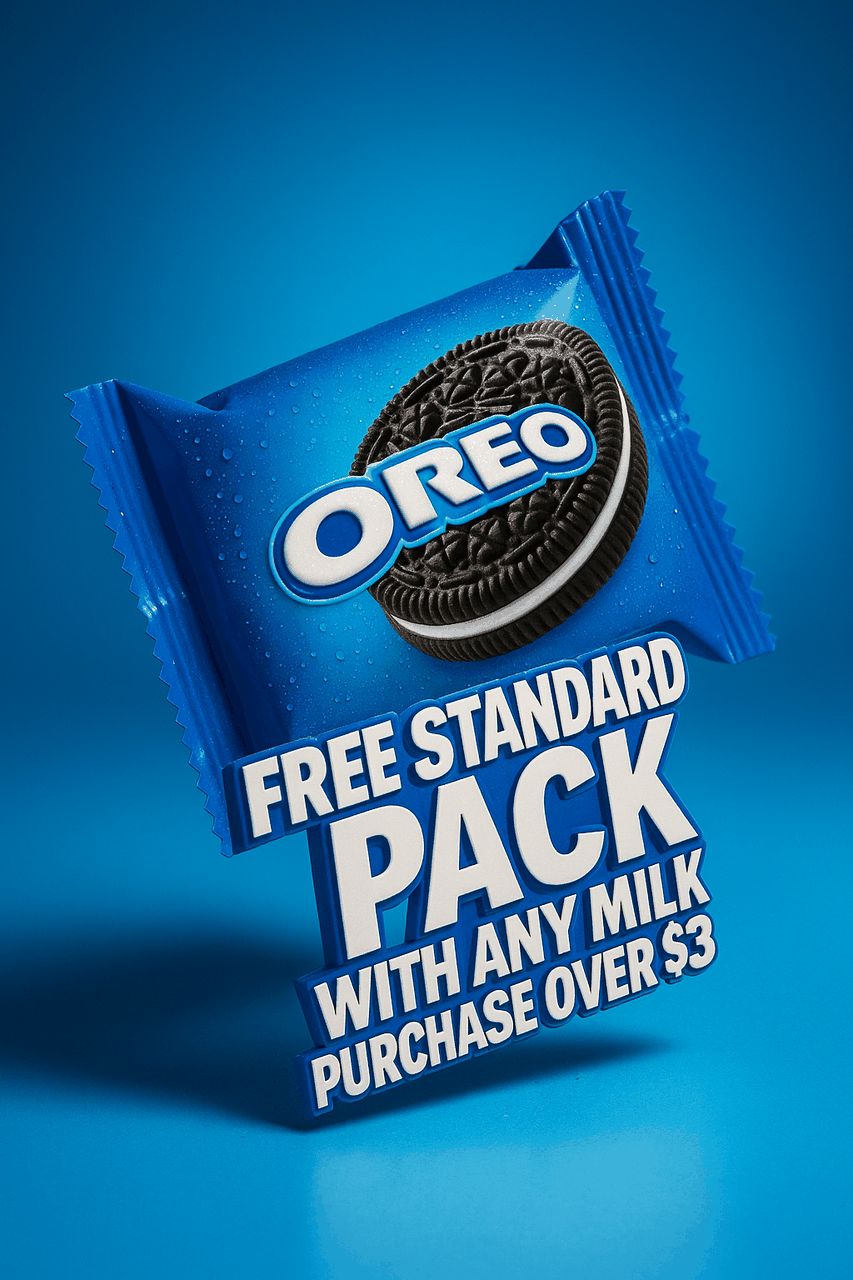 OREO
FREE STANDARD
PACK
WITH ANY MILK
PURCHASE OVER $3